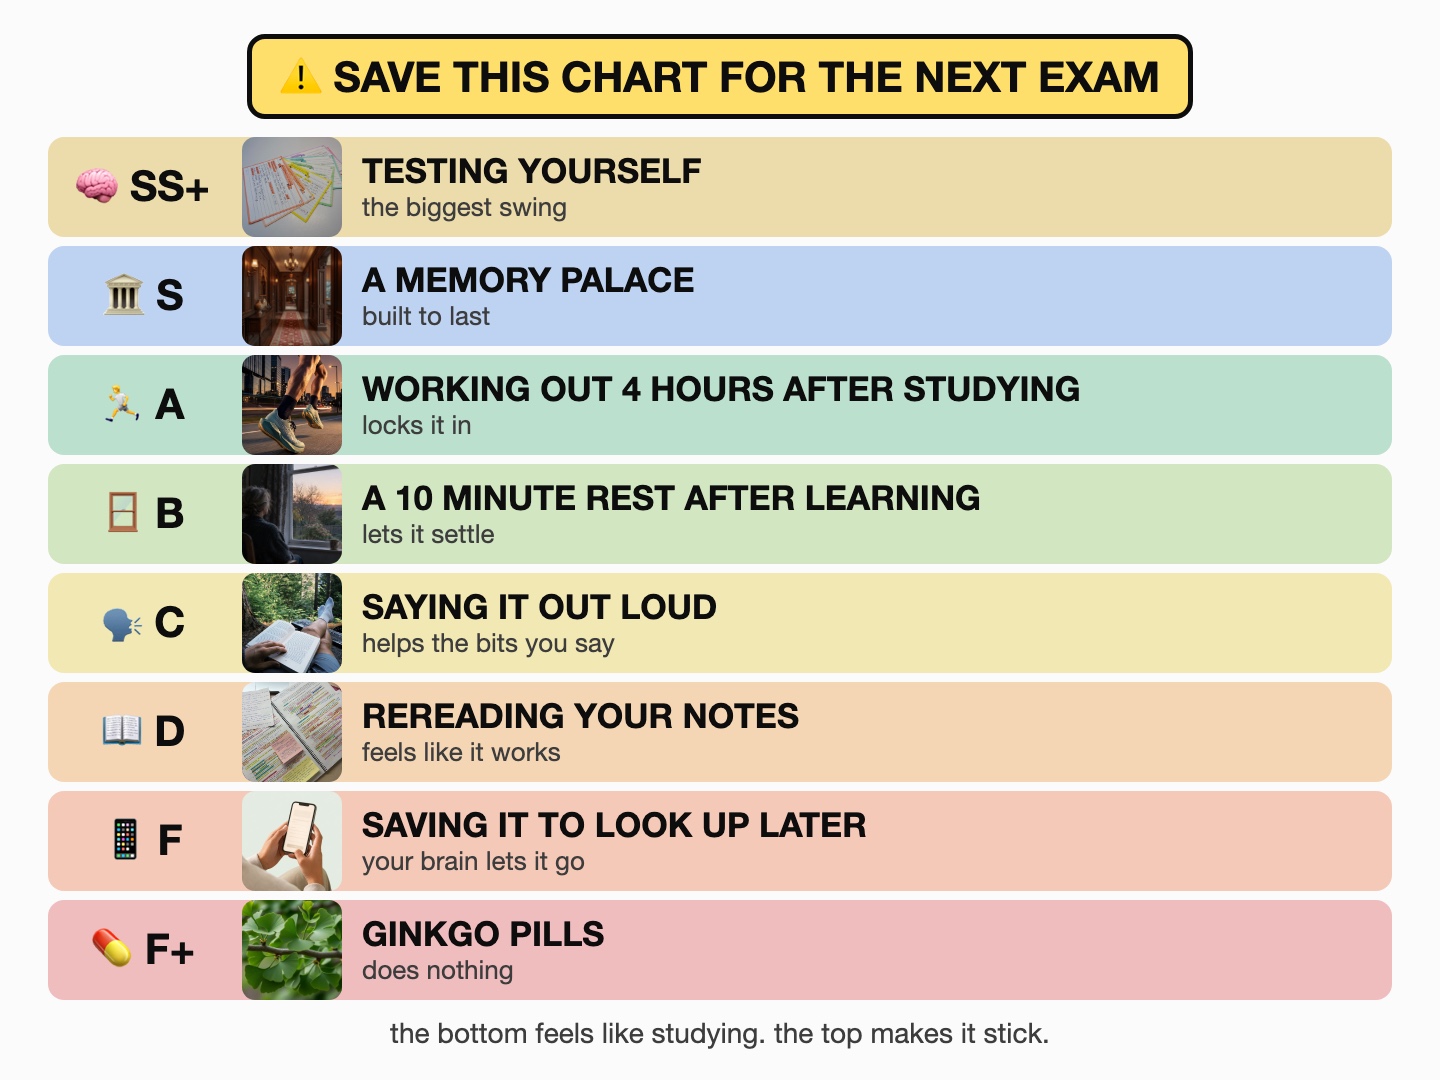 ⚠️ SAVE THIS CHART FOR THE NEXT EXAM
🧠 SS+
TESTING YOURSELF
the biggest swing
🏛️ S
A MEMORY PALACE
built to last
🏃 A
WORKING OUT 4 HOURS AFTER STUDYING
locks it in
🪟 B
A 10 MINUTE REST AFTER LEARNING
lets it settle
🗣️ C
SAYING IT OUT LOUD
helps the bits you say
📖 D
REREADING YOUR NOTES
feels like it works
📱 F
SAVING IT TO LOOK UP LATER
your brain lets it go
💊 F+
GINKGO PILLS
does nothing
the bottom feels like studying. the top makes it stick.